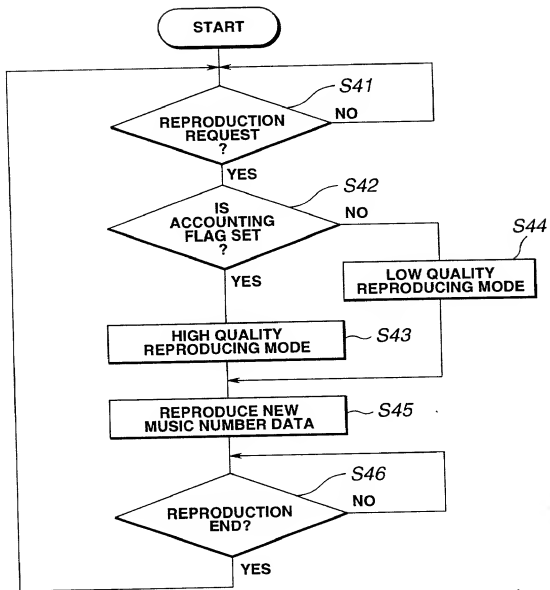 START
S41
REPRODUCTION
REQUEST
?
NO
YES
S42
IS
ACCOUNTING
FLAG SET
?
NO
YES
S44
LOW QUALITY
REPRODUCING MODE
HIGH QUALITY
REPRODUCING MODE
S43
REPRODUCE NEW
MUSIC NUMBER DATA
S45
S46
REPRODUCTION
END?
NO
YES